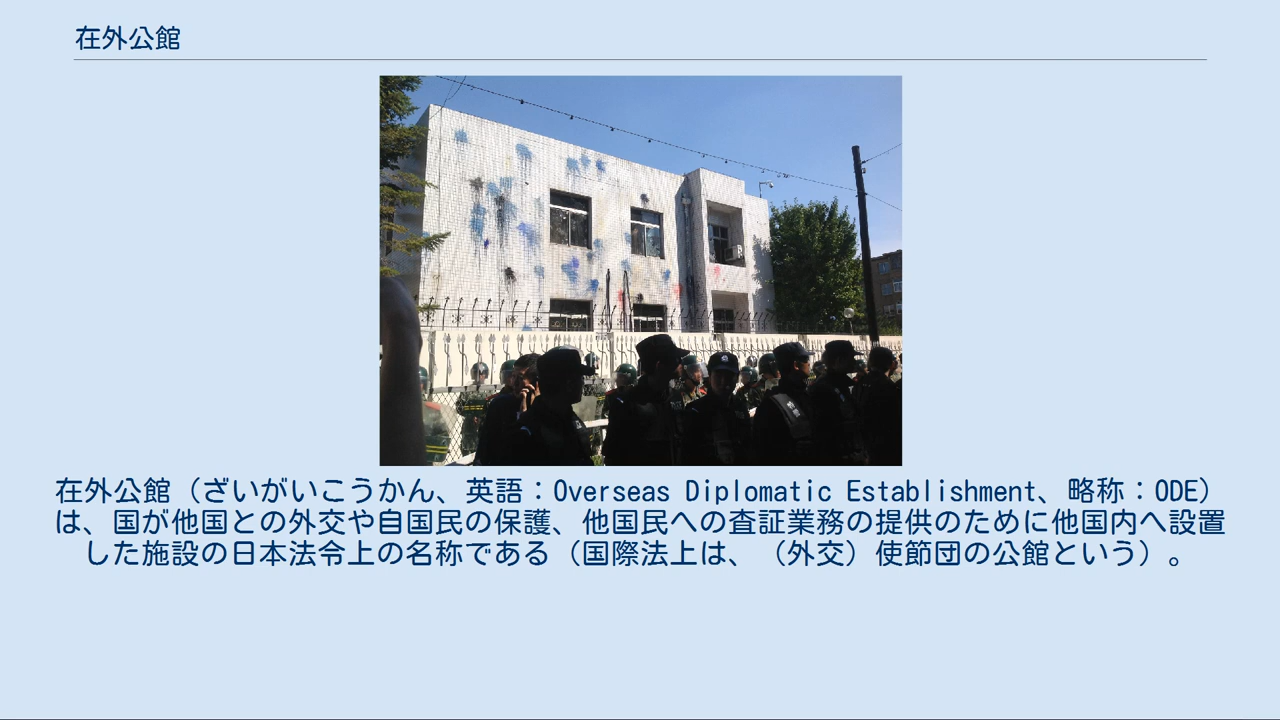 在外公館
在外公館（ざいがいこうかん、英語：Overseas Diplomatic Establishment、略称：ODE）
は、国が他国との外交や自国民の保護、他国民への査証業務の提供のために他国内へ設置
した施設の日本法令上の名称である（国際法上は、（外交）使節団の公館という）。